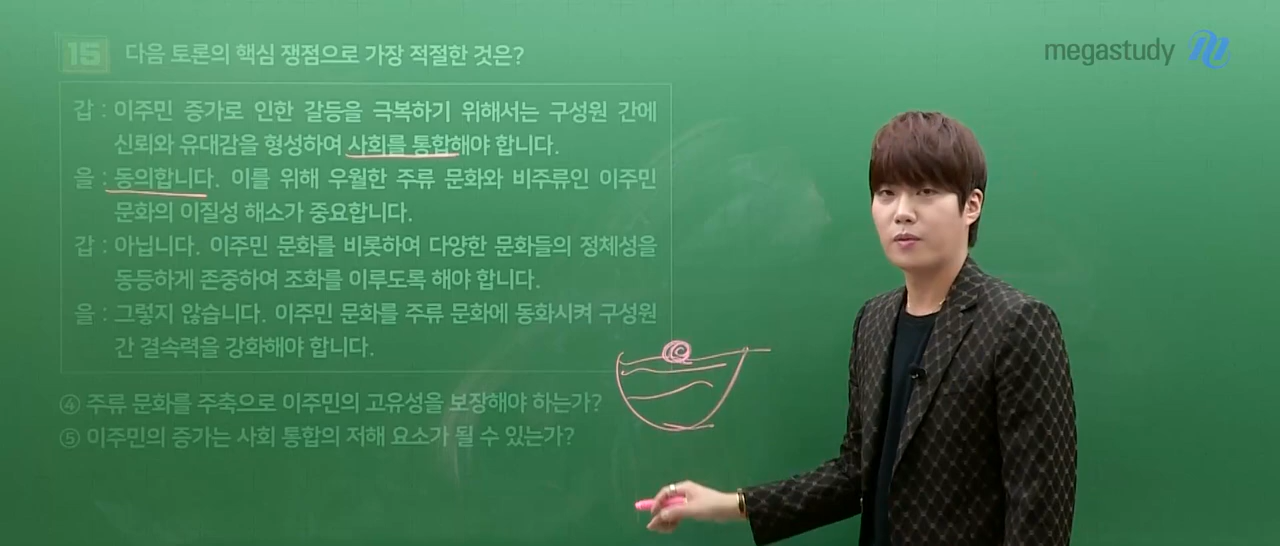 15 다음 토론의 핵심 쟁점으로 가장 적절한 것은?
megastudy
갑 : 이주민 증가로 인한 갈등을 극복하기 위해서는 구성원 간에
신뢰와 유대감을 형성하여 사회를 통합해야 합니다.
을 : 동의합니다. 이를 위해 우월한 주류 문화와 비주류인 이주민
문화의 이질성 해소가 중요합니다.
갑 : 아닙니다. 이주민 문화를 비롯하여 다양한 문화들의 정체성을
동등하게 존중하여 조화를 이루도록 해야 합니다.
을 : 그렇지 않습니다. 이주민 문화를 주류 문화에 동화시켜 구성원
간 결속력을 강화해야 합니다.
④ 주류 문화를 주축으로 이주민의 고유성을 보장해야 하는가?
⑤ 이주민의 증가는 사회 통합의 저해 요소가 될 수 있는가?